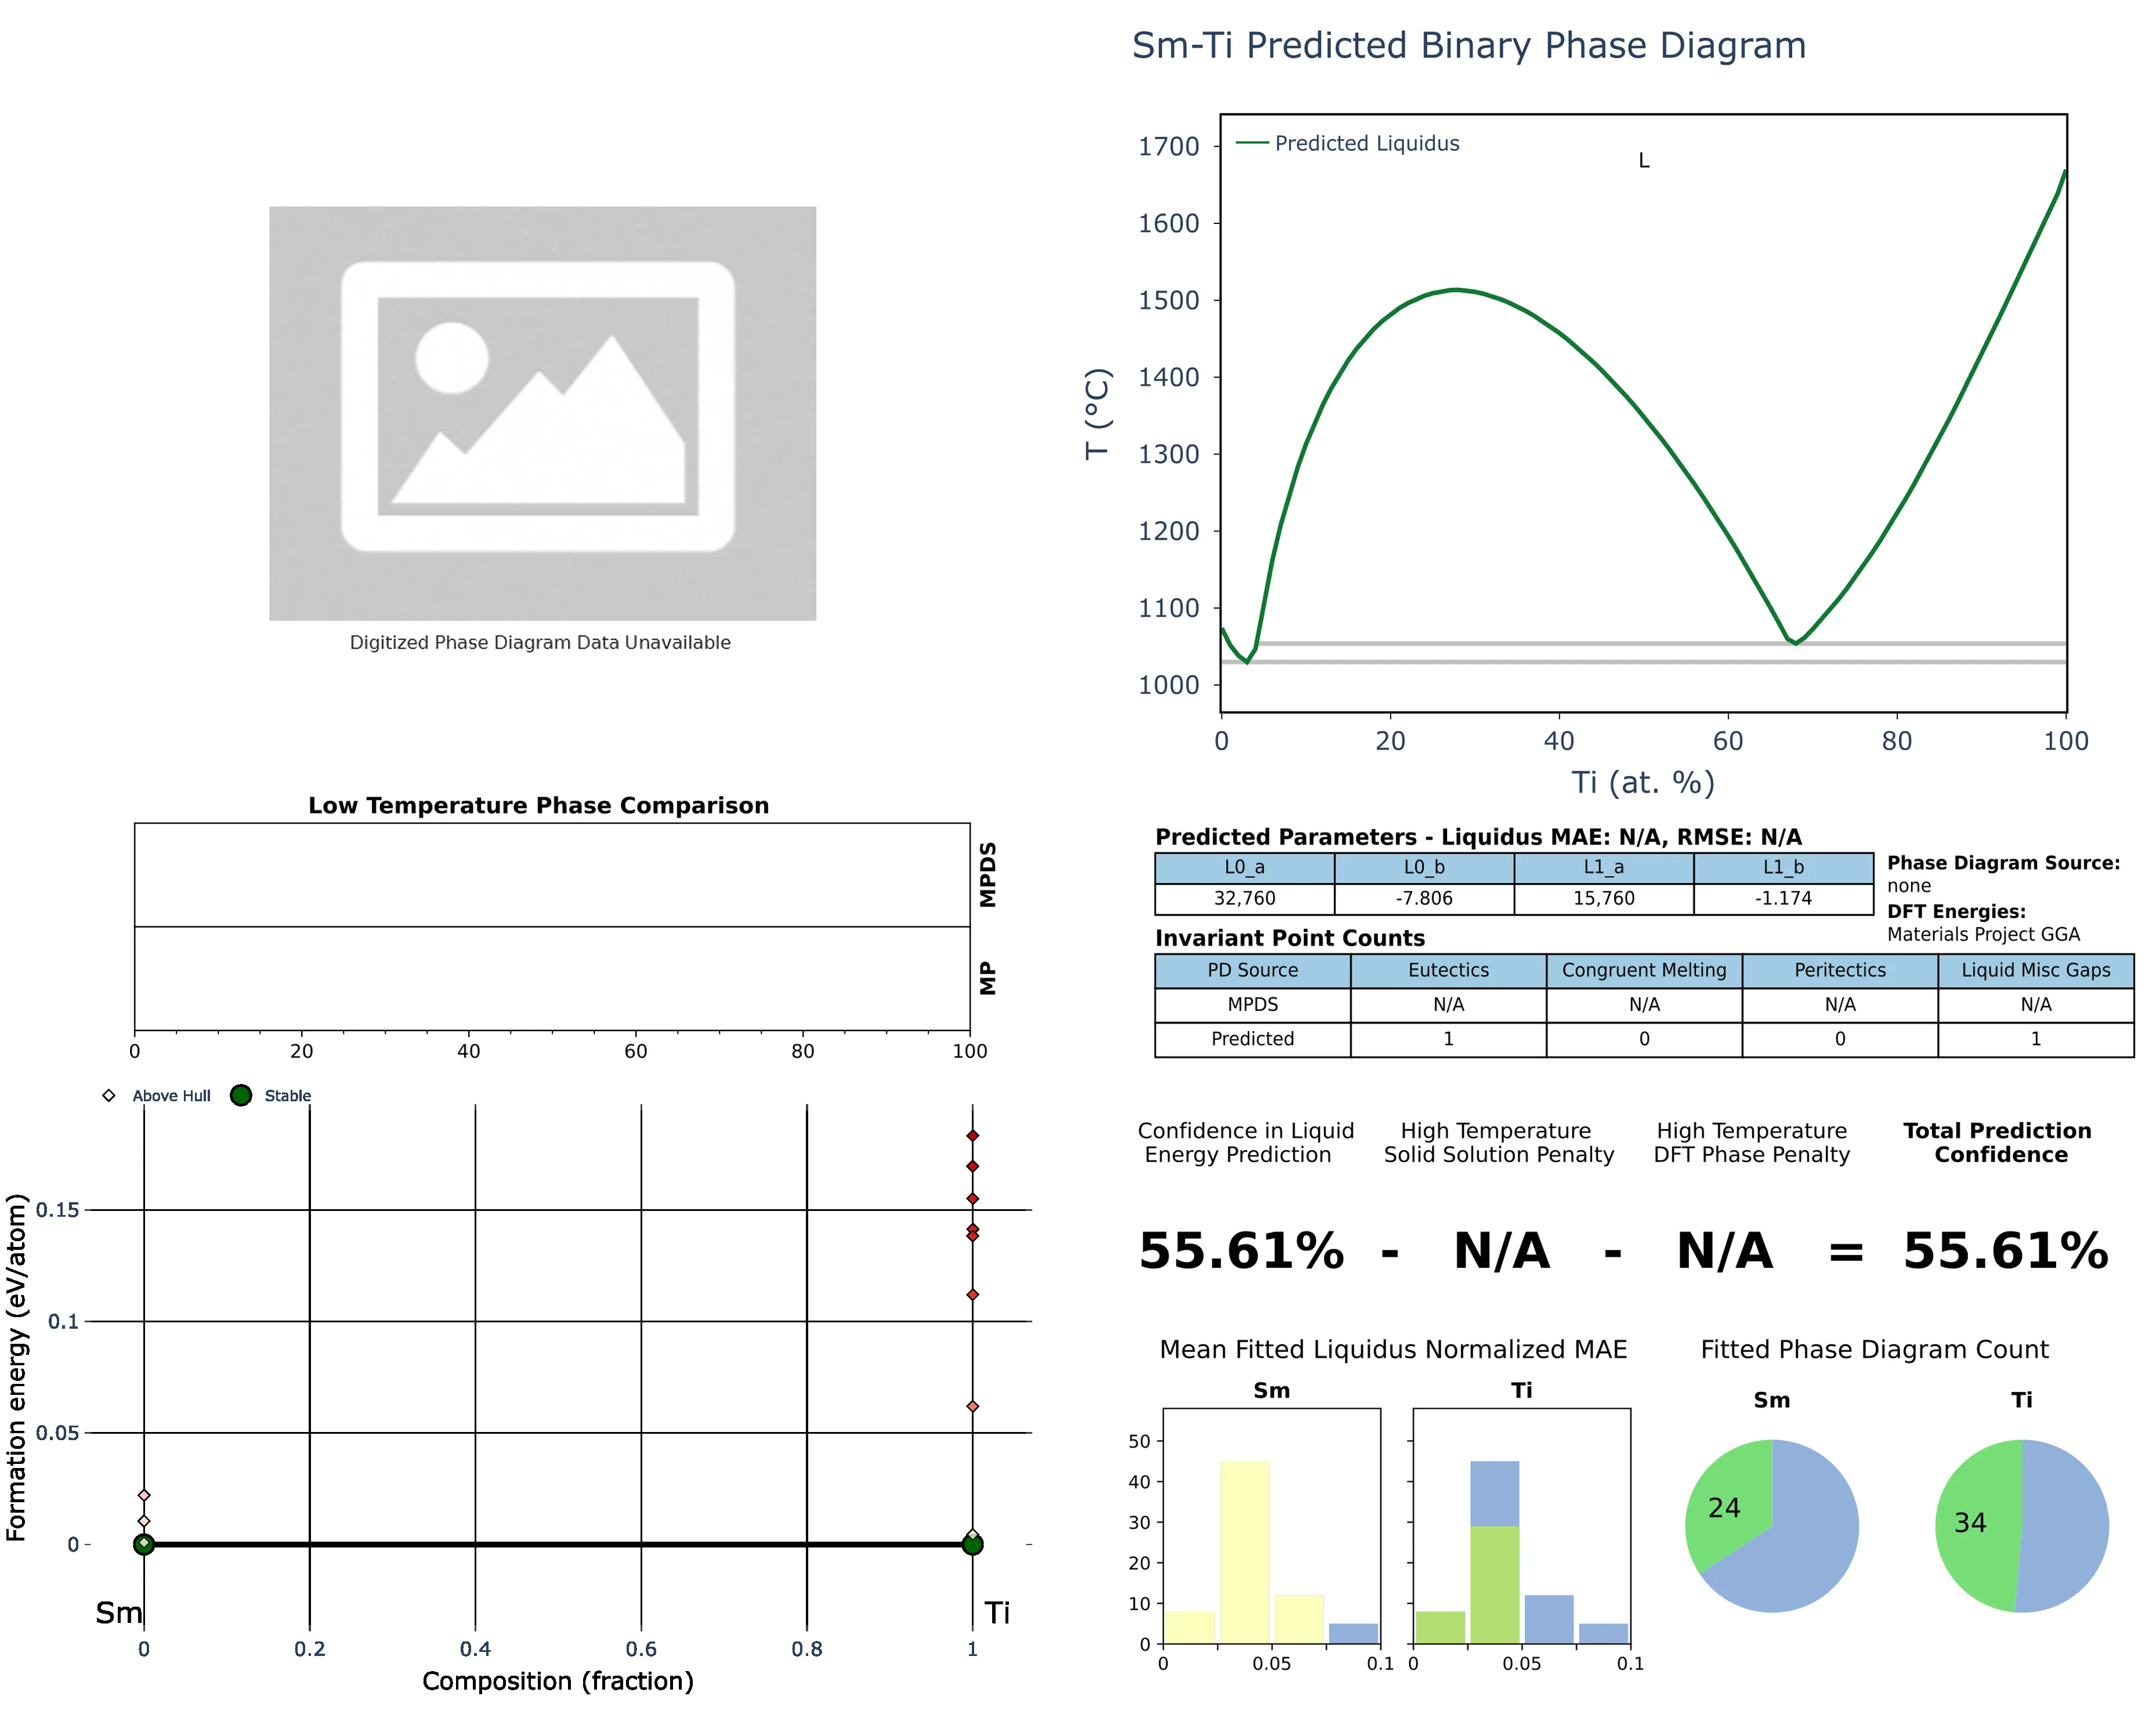 Sm-Ti Predicted Binary Phase Diagram
1700
1600
1500
1400
1300
1200
1100
1000
T (°C)
Predicted Liquidus
L
0 20 40 60 80 100
Ti (at. %)
Digitized Phase Diagram Data Unavailable
Low Temperature Phase Comparison
MPDS
MP
0 20 40 60 80 100
Above Hull Stable
Formation energy (eV/atom)
0.15
0.1
0.05
0
Sm Ti
0 0.2 0.4 0.6 0.8 1
Composition (fraction)
Predicted Parameters - Liquidus MAE: N/A, RMSE: N/A
L0_a L0_b L1_a L1_b
32,760 -7.806 15,760 -1.174
Phase Diagram Source:
none
DFT Energies:
Materials Project GGA
Invariant Point Counts
PD Source Eutectics Congruent Melting Peritectics Liquid Misc Gaps
MPDS N/A N/A N/A N/A
Predicted 1 0 0 1
Confidence in Liquid
Energy Prediction
High Temperature
Solid Solution Penalty
High Temperature
DFT Phase Penalty
Total Prediction
Confidence
55.61% - N/A - N/A = 55.61%
Mean Fitted Liquidus Normalized MAE
Sm
Ti
50
40
30
20
10
0
0 0.05 0.1
0 0.05 0.1
Fitted Phase Diagram Count
Sm
24
Ti
34